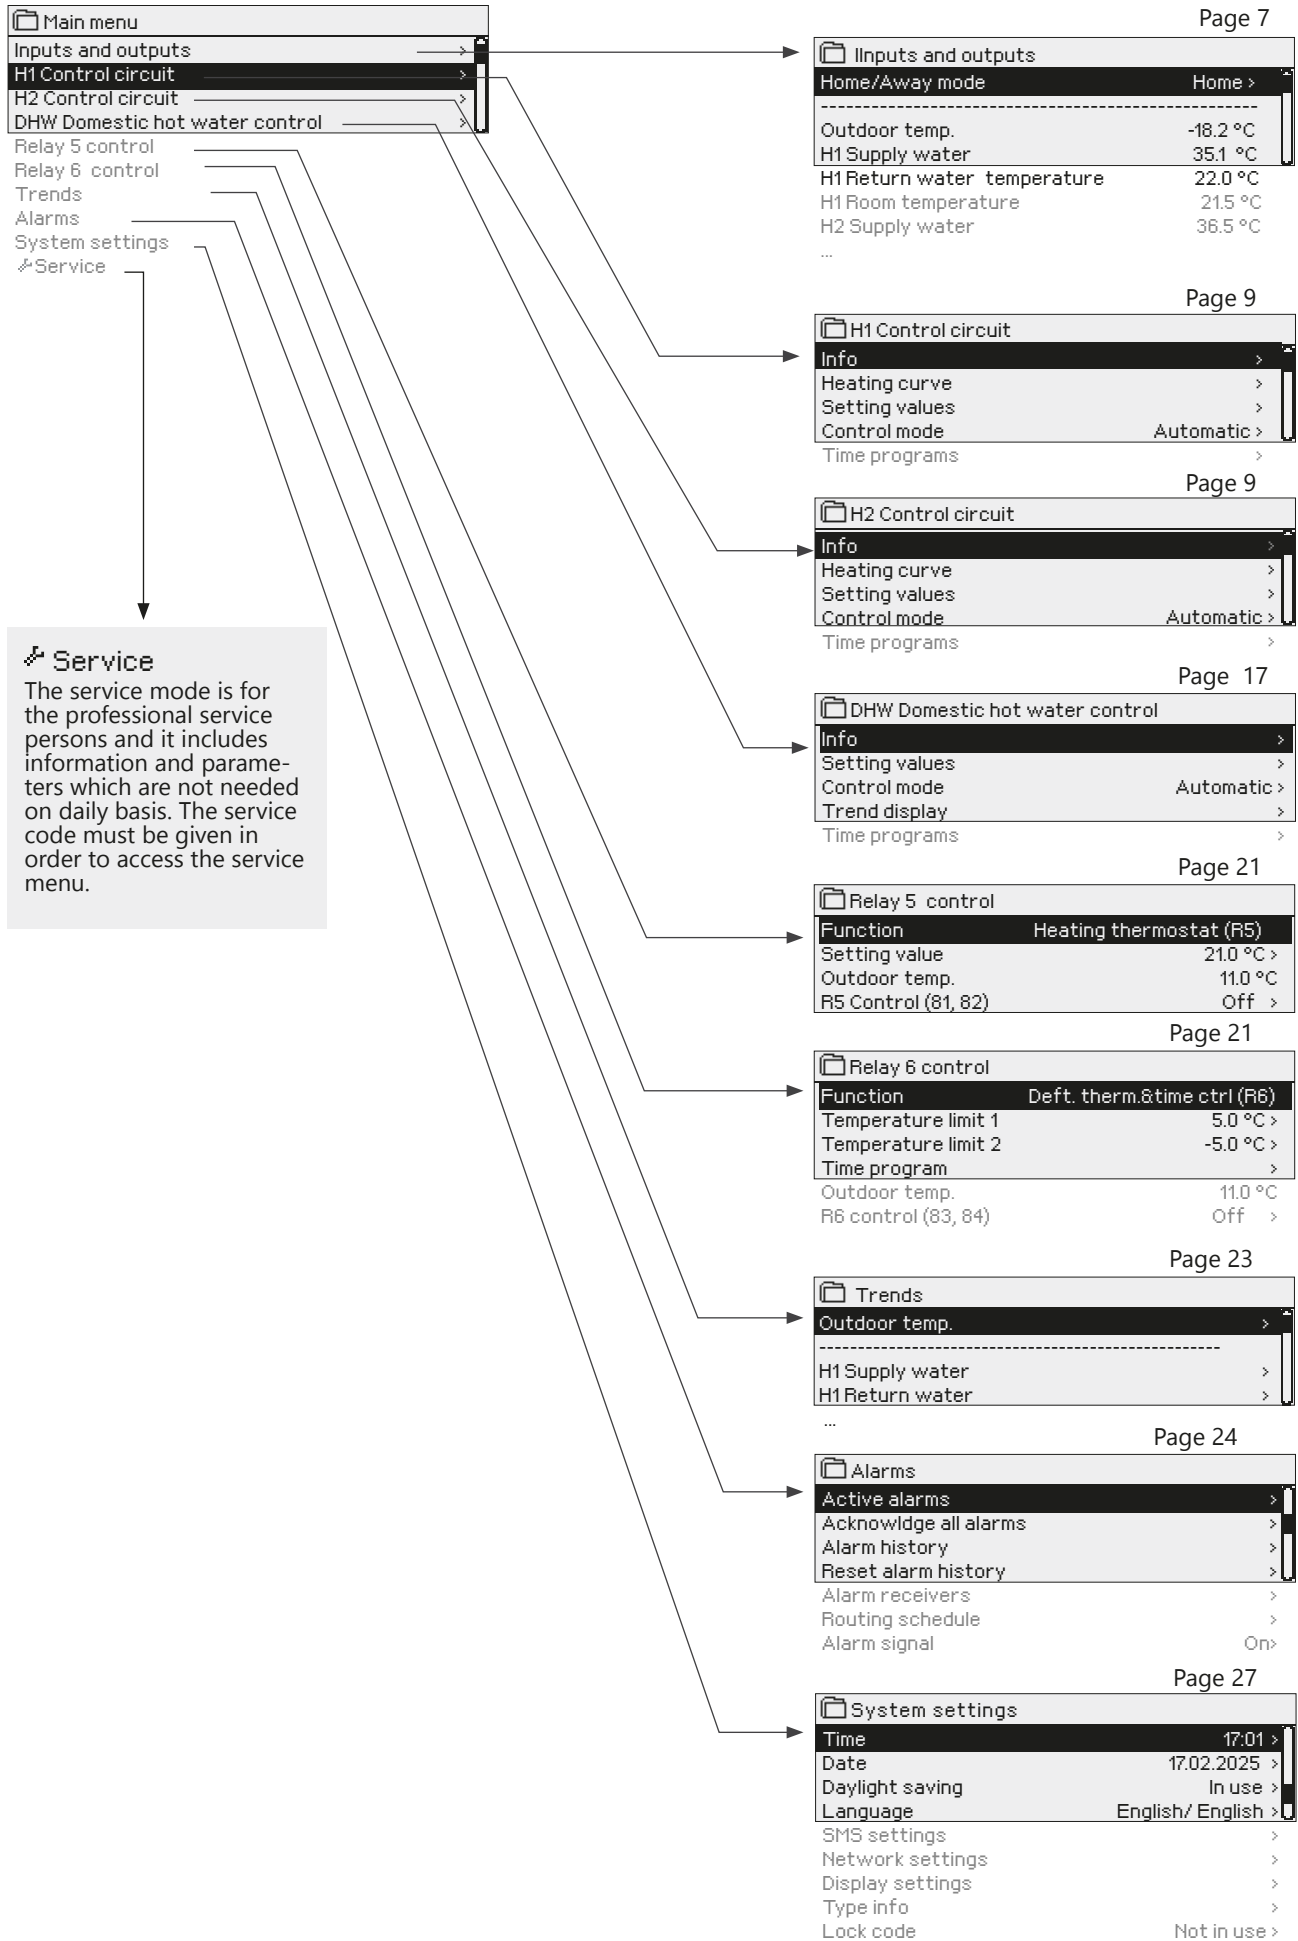 Main menu
Inputs and outputs >
H1 Control circuit >
H2 Control circuit >
DHW Domestic hot water control >
Relay 5 control
Relay 6 control
Trends
Alarms
System settings
Service
Service
The service mode is for
the professional service
persons and it includes
information and parame-
ters which are not needed
on daily basis. The service
code must be given in
order to access the service
menu.
Page 7
IInputs and outputs
Home/Away mode Home >
------------------------------------------------------
Outdoor temp. -18.2 °C
H1 Supply water 35.1 °C
H1 Return water temperature 22.0 °C
H1 Room temperature 21.5 °C
H2 Supply water 36.5 °C
...
Page 9
H1 Control circuit
Info >
Heating curve >
Setting values >
Control mode Automatic >
Time programs >
Page 9
H2 Control circuit
Info >
Heating curve >
Setting values >
Control mode Automatic >
Time programs >
Page 17
DHW Domestic hot water control
Info >
Setting values >
Control mode Automatic >
Trend display >
Time programs >
Page 21
Relay 5 control
Function Heating thermostat (R5)
Setting value 21.0 °C >
Outdoor temp. 11.0 °C
R5 Control (81, 82) Off >
Page 21
Relay 6 control
Function Deft. therm.&time ctrl (R6)
Temperature limit 1 5.0 °C >
Temperature limit 2 -5.0 °C >
Time program >
Outdoor temp. 11.0 °C
R6 control (83, 84) Off >
Page 23
Trends
Outdoor temp. >
--------------------------------------------------
H1 Supply water >
H1 Return water >
...
Page 24
Alarms
Active alarms >
Acknowldge all alarms >
Alarm history >
Reset alarm history >
Alarm receivers >
Routing schedule >
Alarm signal On>
Page 27
System settings
Time 17:01 >
Date 17.02.2025 >
Daylight saving In use >
Language English/ English >
SMS settings >
Network settings >
Display settings >
Type info >
Lock code Not in use >